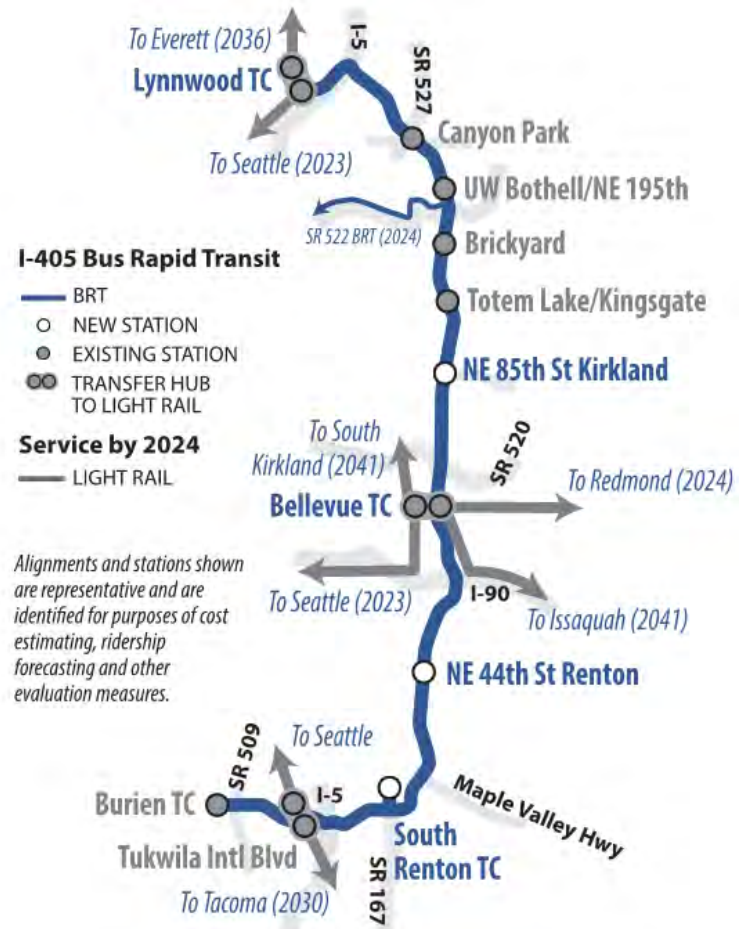 To Everett (2036)
I-5
Lynnwood TC
SR 527
Canyon Park
To Seattle (2023)
UW Bothell/NE 195th
SR 522 BRT (2024)
Brickyard
I-405 Bus Rapid Transit
BRT
NEW STATION
EXISTING STATION
TRANSFER HUB
TO LIGHT RAIL
Service by 2024
LIGHT RAIL
Totem Lake/Kingsgate
NE 85th St Kirkland
To South
Kirkland (2041)
SR 520
To Redmond (2024)
Bellevue TC
Alignments and stations shown
are representative and are
identified for purposes of cost
estimating, ridership
forecasting and other
evaluation measures.
To Seattle (2023)
I-90
To Issaquah (2041)
NE 44th St Renton
SR 509
To Seattle
I-5
Maple Valley Hwy
Burien TC
Tukwila Intl Blvd
South
Renton TC
SR 167
To Tacoma (2030)